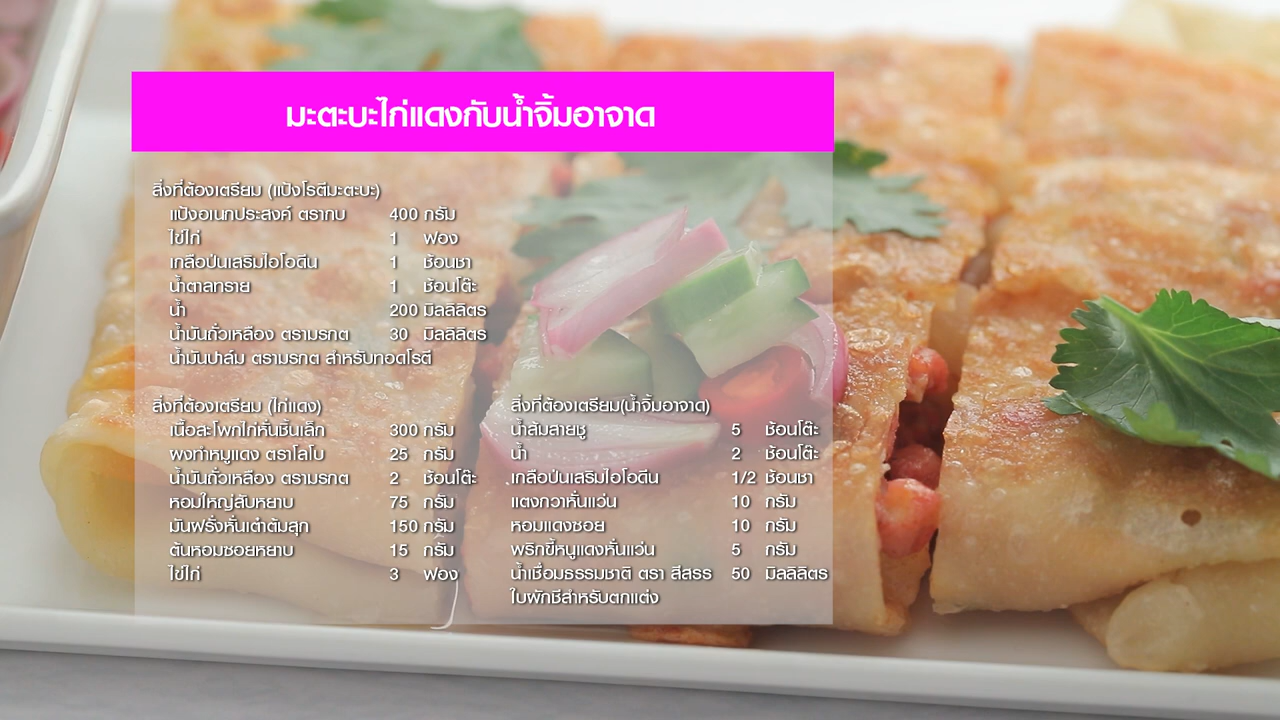 มะตะบะไก่แดงกับน้ำจิ้มอาจาด
สิ่งที่ต้องเตรียม (แป้งโรตีมะตะบะ)
แป้งอเนกประสงค์ ตรากบ 400 กรัม
ไข่ไก่ 1 ฟอง
เกลือป่นเสริมไอโอดีน 1 ช้อนชา
น้ำตาลทราย 1 ช้อนโต๊ะ
น้ำ 200 มิลลิลิตร
น้ำมันถั่วเหลือง ตรามรกต 30 มิลลิลิตร
น้ำมันปาล์ม ตรามรกต สำหรับทอดโรตี
สิ่งที่ต้องเตรียม (ไก่แดง)
เนื้อสะโพกไก่หั่นชิ้นเล็ก 300 กรัม
ผงทำหมูแดง ตราโลโบ 25 กรัม
น้ำมันถั่วเหลือง ตรามรกต 2 ช้อนโต๊ะ
หอมใหญ่สับหยาบ 75 กรัม
มันฝรั่งหั่นเต๋าต้มสุก 150 กรัม
ต้นหอมซอยหยาบ 15 กรัม
ไข่ไก่ 3 ฟอง
สิ่งที่ต้องเตรียม(น้ำจิ้มอาจาด)
น้ำส้มสายชู 5 ช้อนโต๊ะ
น้ำ 2 ช้อนโต๊ะ
เกลือป่นเสริมไอโอดีน 1/2 ช้อนชา
แตงกวาหั่นแว่น 10 กรัม
หอมแดงซอย 10 กรัม
พริกขี้หนูแดงหั่นแว่น 5 กรัม
น้ำเชื่อมธรรมชาติ ตรา สีสรร 50 มิลลิลิตร
ใบผักชีสำหรับตกแต่ง